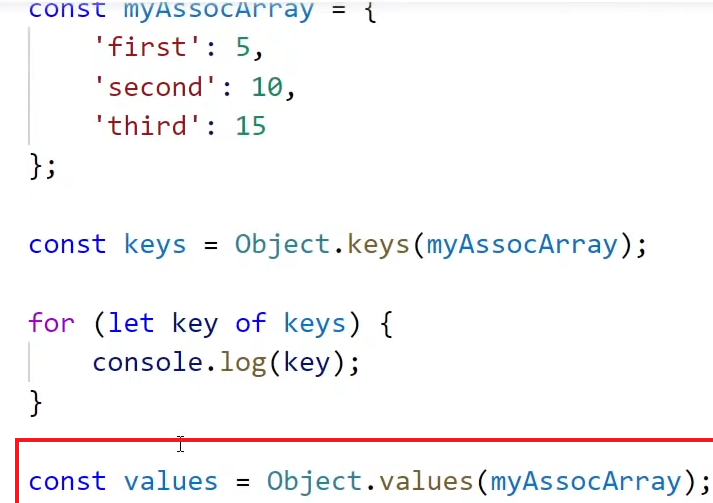 const myAssocArray = {
    'first': 5,
    'second': 10,
    'third': 15
};
const keys = Object.keys(myAssocArray);
for (let key of keys) {
    console.log(key);
}
const values = Object.values(myAssocArray);